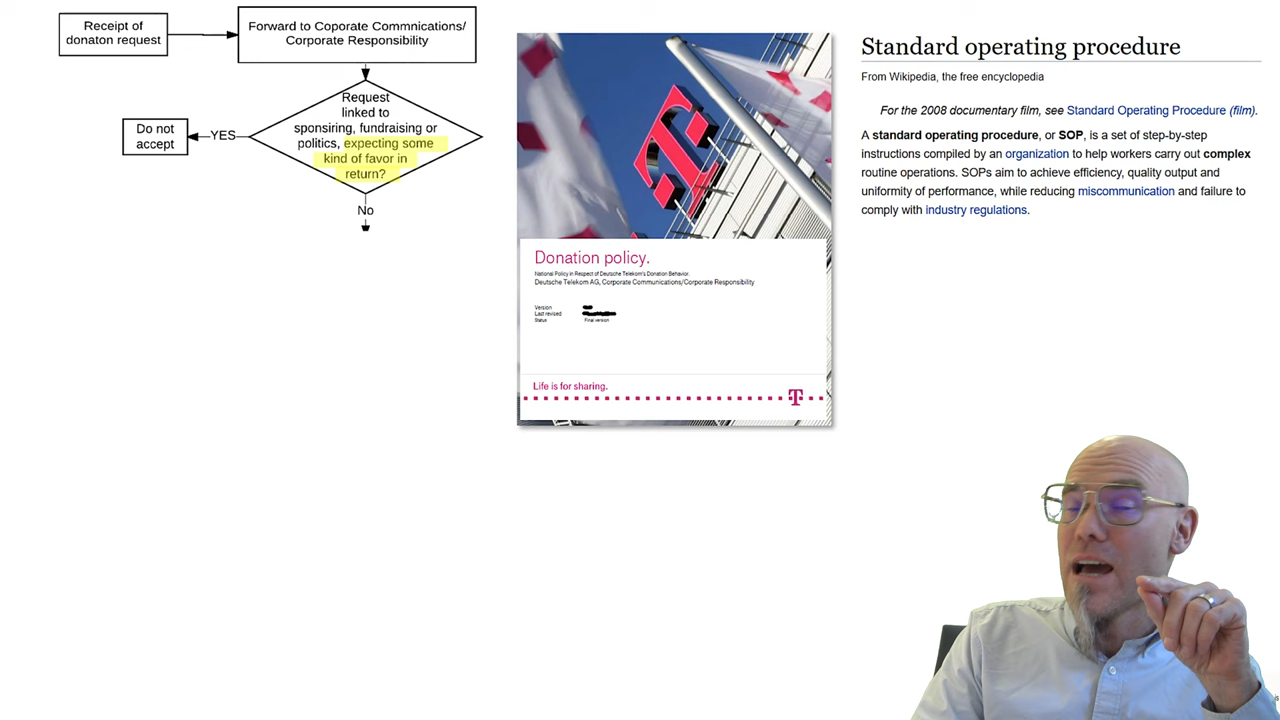 Receipt of
donaton request
Forward to Coporate Commnications/
Corporate Responsibility
Request
linked to
sponsiring, fundraising or
politics, expecting some
kind of favor in
return?
YES
Do not
accept
No
Donation policy.
National Policy in Respect of Deutsche Telekom's Donation Behavior.
Deutsche Telekom AG, Corporate Communications/Corporate Responsibility
Version
Last revised
Status Final version
Life is for sharing.
T
Standard operating procedure
From Wikipedia, the free encyclopedia
For the 2008 documentary film, see Standard Operating Procedure (film).
A standard operating procedure, or SOP, is a set of step-by-step
instructions compiled by an organization to help workers carry out complex
routine operations. SOPs aim to achieve efficiency, quality output and
uniformity of performance, while reducing miscommunication and failure to
comply with industry regulations.